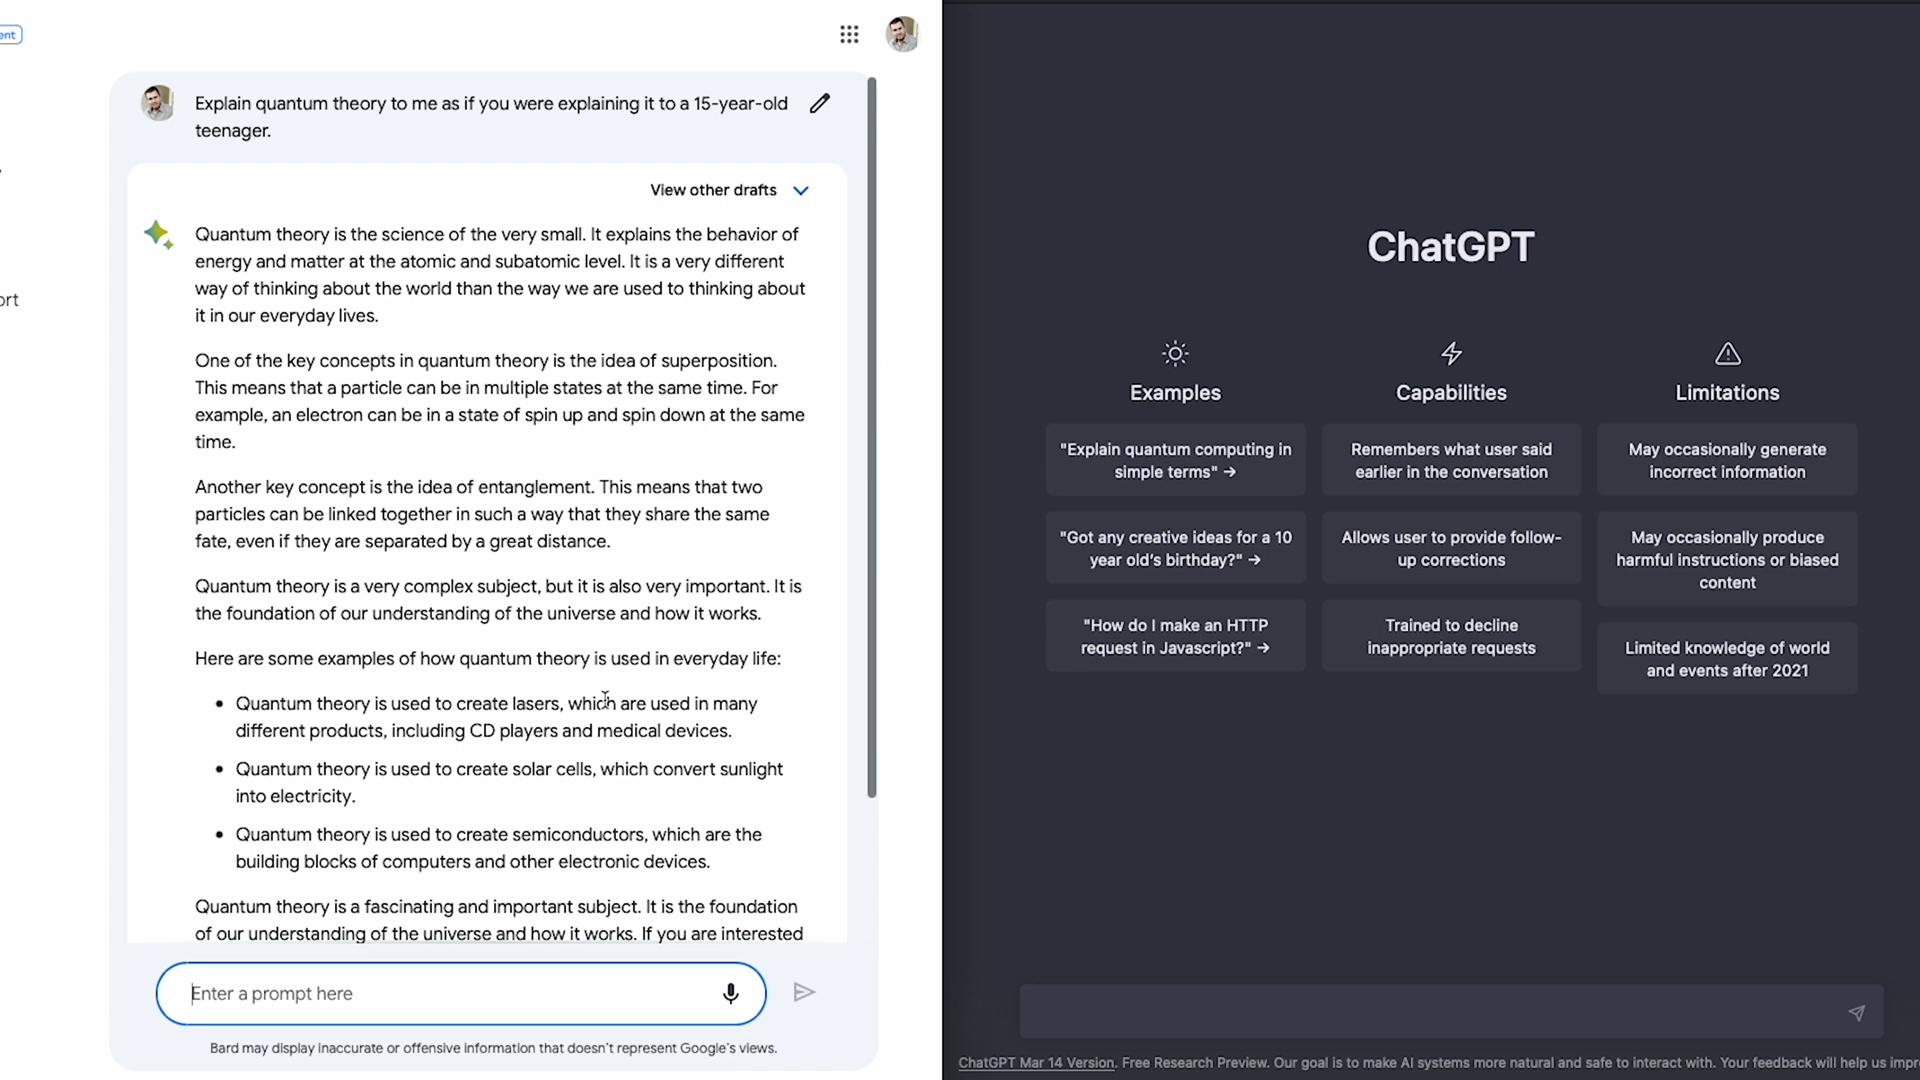 ent
Explain quantum theory to me as if you were explaining it to a 15-year-old
teenager.
View other drafts
Quantum theory is the science of the very small. It explains the behavior of
energy and matter at the atomic and subatomic level. It is a very different
way of thinking about the world than the way we are used to thinking about
it in our everyday lives.
One of the key concepts in quantum theory is the idea of superposition.
This means that a particle can be in multiple states at the same time. For
example, an electron can be in a state of spin up and spin down at the same
time.
Another key concept is the idea of entanglement. This means that two
particles can be linked together in such a way that they share the same
fate, even if they are separated by a great distance.
Quantum theory is a very complex subject, but it is also very important. It is
the foundation of our understanding of the universe and how it works.
Here are some examples of how quantum theory is used in everyday life:
• Quantum theory is used to create lasers, which are used in many
different products, including CD players and medical devices.
• Quantum theory is used to create solar cells, which convert sunlight
into electricity.
• Quantum theory is used to create semiconductors, which are the
building blocks of computers and other electronic devices.
Quantum theory is a fascinating and important subject. It is the foundation
of our understanding of the universe and how it works. If you are interested
Enter a prompt here
Bard may display inaccurate or offensive information that doesn't represent Google's views.
ort
ChatGPT
Examples
"Explain quantum computing in
simple terms" →
"Got any creative ideas for a 10
year old's birthday?" →
"How do I make an HTTP
request in Javascript?" →
Capabilities
Remembers what user said
earlier in the conversation
Allows user to provide follow-
up corrections
Trained to decline
inappropriate requests
Limitations
May occasionally generate
incorrect information
May occasionally produce
harmful instructions or biased
content
Limited knowledge of world
and events after 2021
ChatGPT Mar 14 Version. Free Research Preview. Our goal is to make AI systems more natural and safe to interact with. Your feedback will help us impr